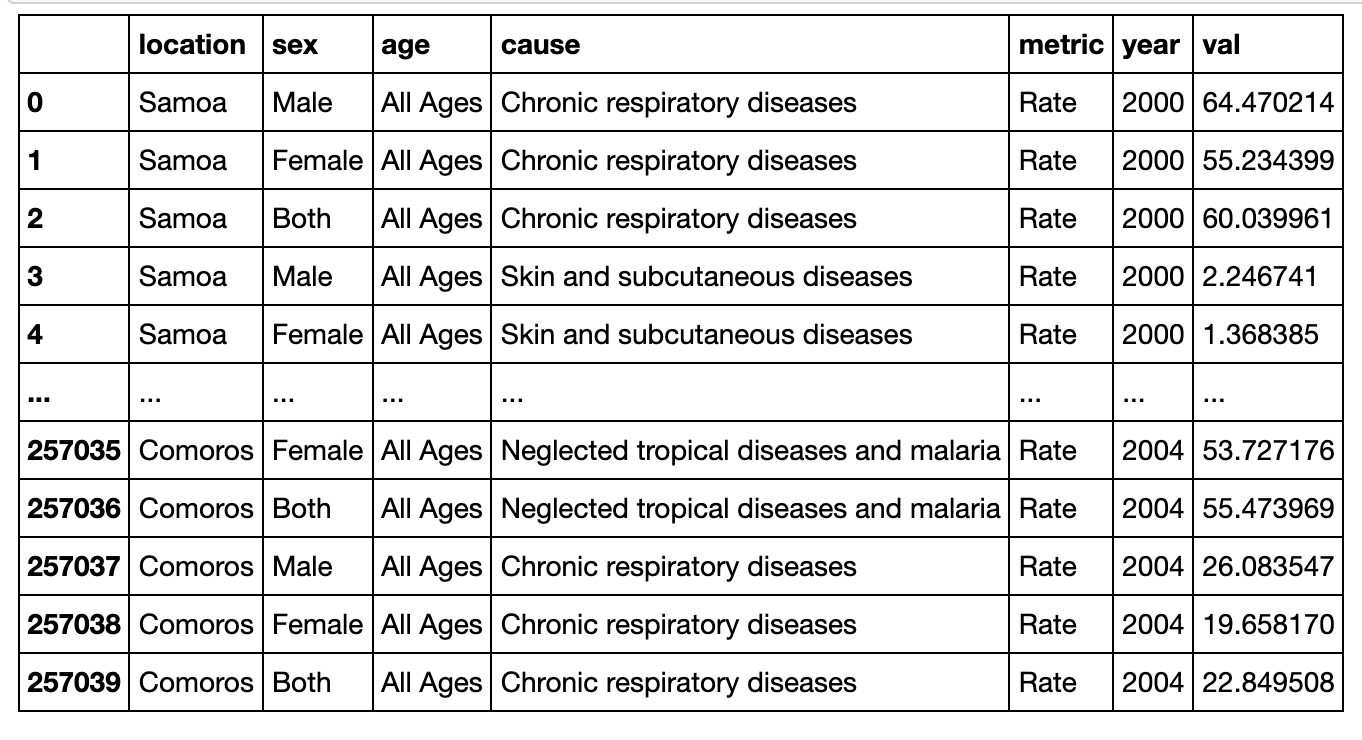 location sex age cause metric year val
0 Samoa Male All Ages Chronic respiratory diseases Rate 2000 64.470214
1 Samoa Female All Ages Chronic respiratory diseases Rate 2000 55.234399
2 Samoa Both All Ages Chronic respiratory diseases Rate 2000 60.039961
3 Samoa Male All Ages Skin and subcutaneous diseases Rate 2000 2.246741
4 Samoa Female All Ages Skin and subcutaneous diseases Rate 2000 1.368385
... ... ... ... ... ... ... ...
257035 Comoros Female All Ages Neglected tropical diseases and malaria Rate 2004 53.727176
257036 Comoros Both All Ages Neglected tropical diseases and malaria Rate 2004 55.473969
257037 Comoros Male All Ages Chronic respiratory diseases Rate 2004 26.083547
257038 Comoros Female All Ages Chronic respiratory diseases Rate 2004 19.658170
257039 Comoros Both All Ages Chronic respiratory diseases Rate 2004 22.849508